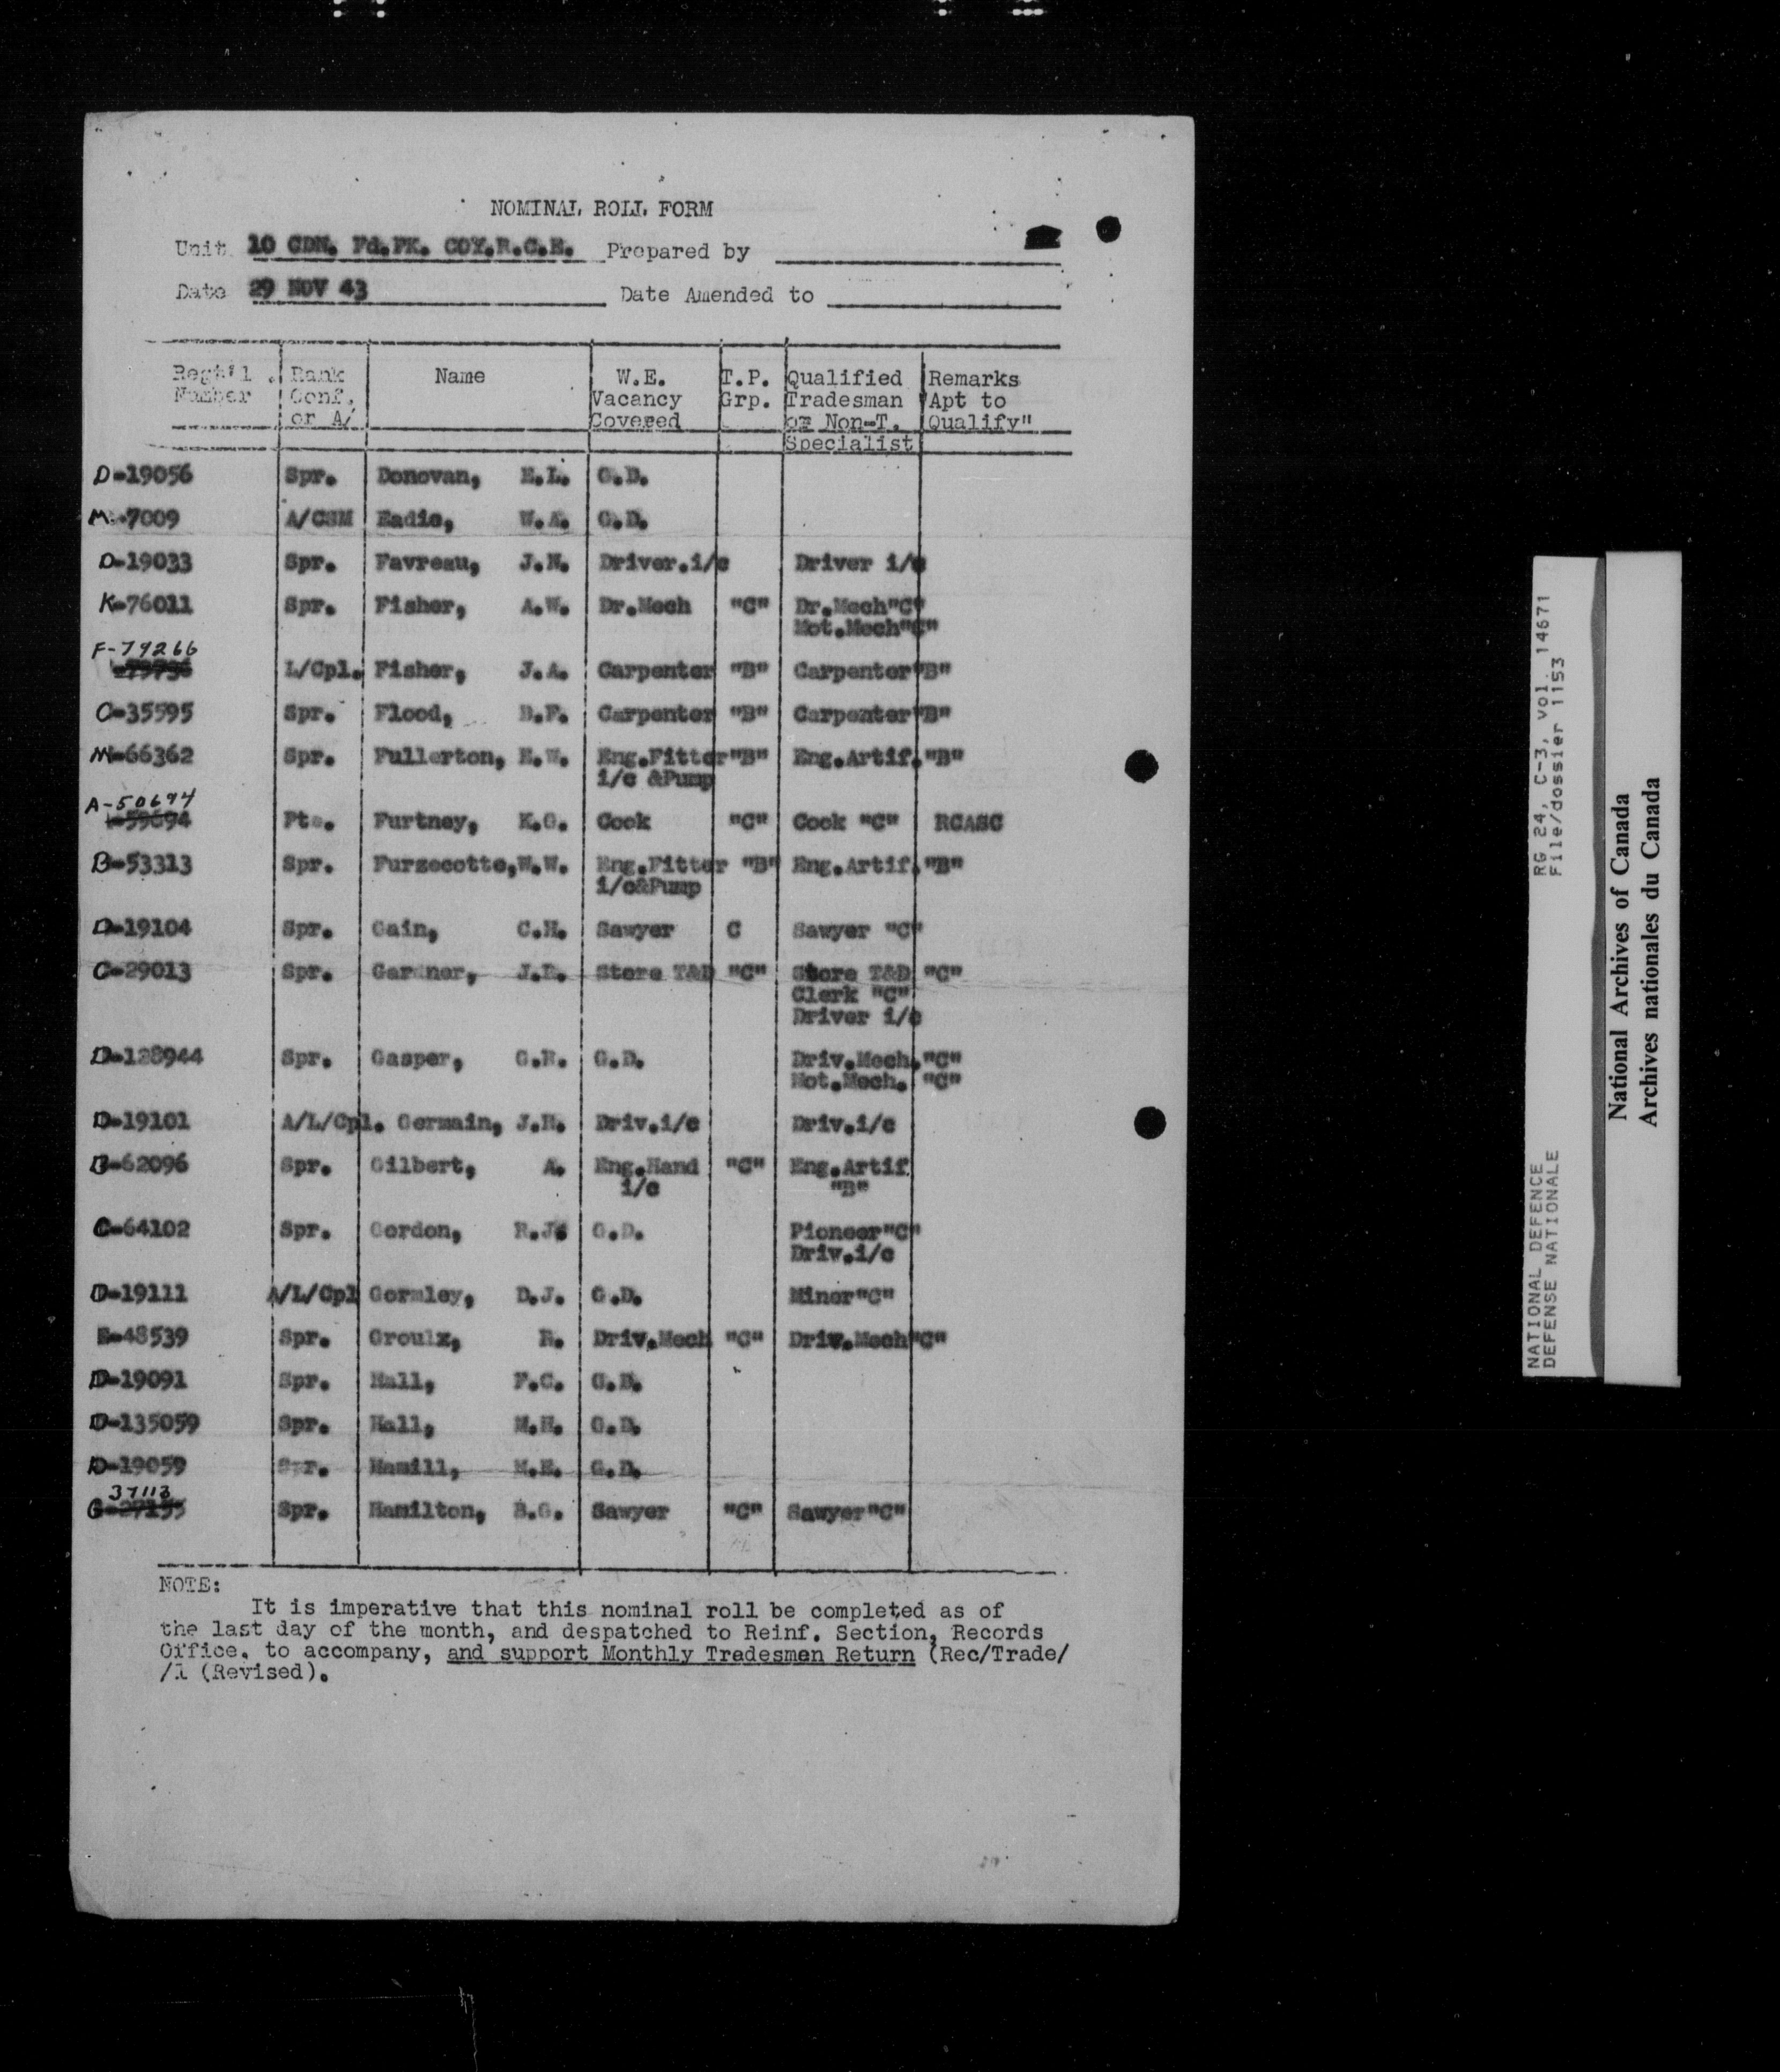 NOMINAL ROLL FORM
Unit 10 CDN. Fd.PK. COY.R.C.E. Prepared by
Date 29 NOV 43 Date Amended to
Regt'l Rank Name W.E. T.P. Qualified Remarks
Number Conf. Vacancy Grp. Tradesman "Apt to
or A/ Covered or Non-T. Qualify"
Specialist
D-19056 Spr. Donovan, E.L. G.D.
M-7009 A/CSM Eadie, W.A. G.D.
D-19033 Spr. Favreau, J.N. Driver.i/c Driver i/c
K-76011 Spr. Fisher, A.W. Dr.Mech "C" Dr.Mech"C"
Mot.Mech"C"
F-79266
L/Cpl. Fisher, J.A. Carpenter "B" Carpenter"B"
C-35595 Spr. Flood, D.F. Carpenter "B" Carpenter"B"
M-66362 Spr. Fullerton, E.W. Eng.Fitter"B" Eng.Artif."B"
i/c &Pump
A-50694
-59694 Pte. Furtney, K.G. Cook "C" Cook "C" RCASC
B-53313 Spr. Furzecotte,W.W. Eng.Fitter "B" Eng.Artif."B"
i/c&Pump
D-19104 Spr. Gain, C.H. Sawyer C Sawyer "C"
C-29013 Spr. Gardner, Store T&D "C" Store T&D "C"
Clerk "C"
Driver i/c
D-128944 Spr. Gasper, G.R. G.D. Driv.Mech."C"
Mot.Mech. "C"
D-19101 A/L/Cpl. Germain, J.R. Driv.i/c Driv.i/c
B-62096 Spr. Gilbert, A. Eng.Hand "C" Eng.Artif
i/c "B"
C-64102 Spr. Gordon, R.J. G.D. Pioneer"C"
Driv.i/c
D-19111 A/L/Cpl Gormley, D.J. G.D. Miner"C"
E-48539 Spr. Groulx, R. Driv.Mech "C" Driv.Mech"C"
D-19091 Spr. Hall, F.C. G.D.
D-135059 Spr. Hall, M.H. G.D.
D-19059 Spr. Hamill, M.E. G.D.
37113
G-27155 Spr. Hamilton, B.G. Sawyer "C" Sawyer"C"
NOTE:
It is imperative that this nominal roll be completed as of
the last day of the month, and despatched to Reinf. Section, Records
Office, to accompany, and support Monthly Tradesmen Return (Rec/Trade/
/1 (Revised).
NATIONAL DEFENCE RG 24, C-3, vol. 14671
DEFENSE NATIONALE File/dossier 1153
National Archives of Canada
Archives nationales du Canada